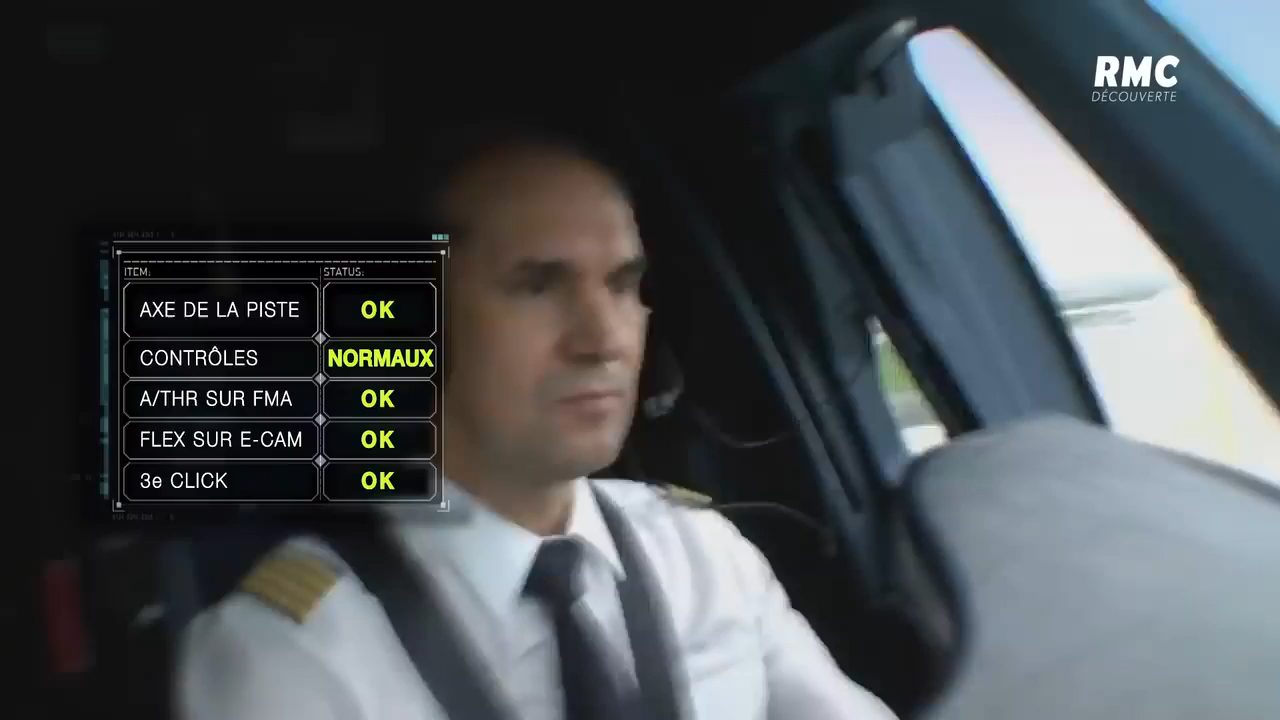 RMC
DÉCOUVERTE
ITEM: STATUS:
AXE DE LA PISTE OK
CONTRÔLES NORMAUX
A/THR SUR FMA OK
FLEX SUR E-CAM OK
3e CLICK OK